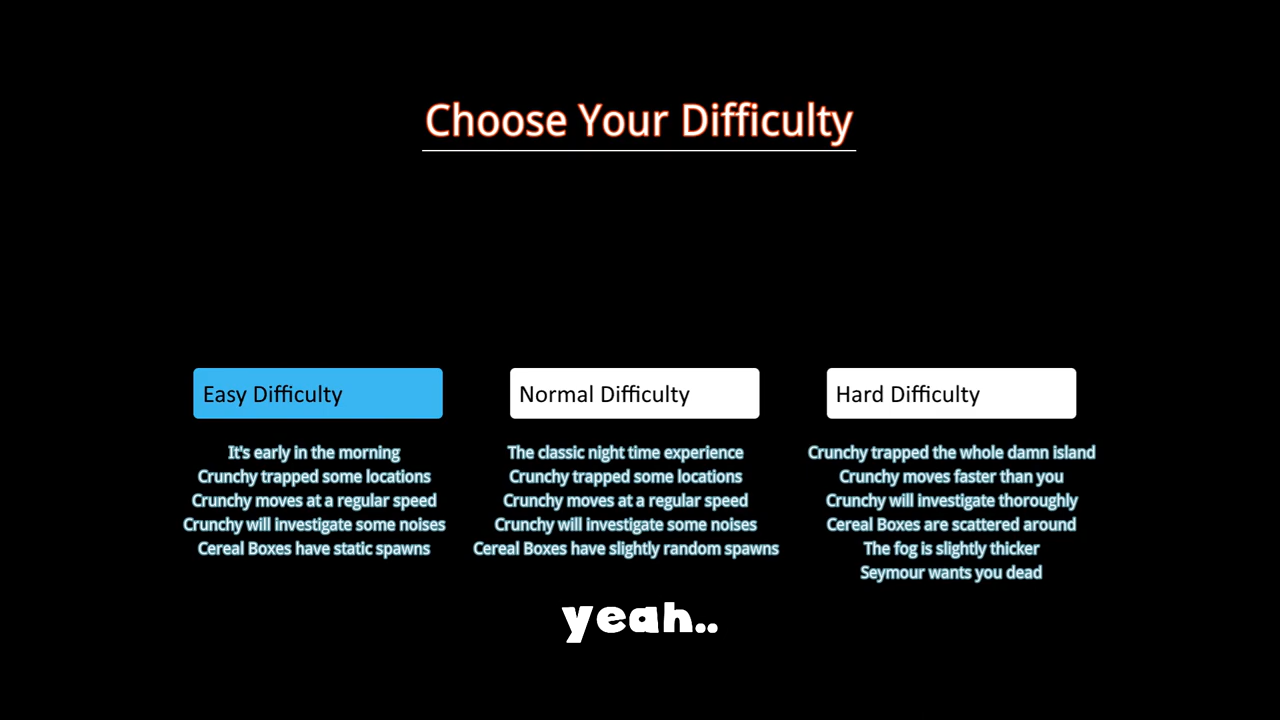 Choose Your Difficulty
Easy Difficulty
It's early in the morning
Crunchy trapped some locations
Crunchy moves at a regular speed
Crunchy will investigate some noises
Cereal Boxes have static spawns
Normal Difficulty
The classic night time experience
Crunchy trapped some locations
Crunchy moves at a regular speed
Crunchy will investigate some noises
Cereal Boxes have slightly random spawns
Hard Difficulty
Crunchy trapped the whole damn island
Crunchy moves faster than you
Crunchy will investigate thoroughly
Cereal Boxes are scattered around
The fog is slightly thicker
Seymour wants you dead
yeah..